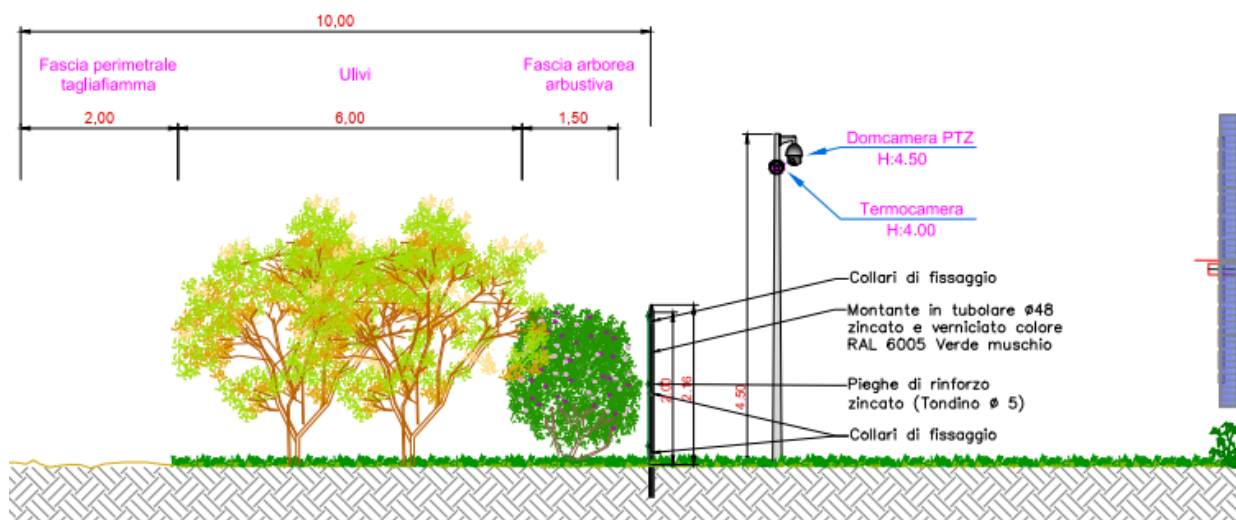 10,00
Fascia perimetrale
tagliafiamma
Ulivi
Fascia arborea
arbustiva
2,00
6,00
1,50
Domcamera PTZ
H:4.50
Termocamera
H:4.00
Collari di fissaggio
Montante in tubolare ø48
zincato e verniciato colore
RAL 6005 Verde muschio
Pieghe di rinforzo
zincato (Tondino ø 5)
Collari di fissaggio
2.00
2.16
4.50